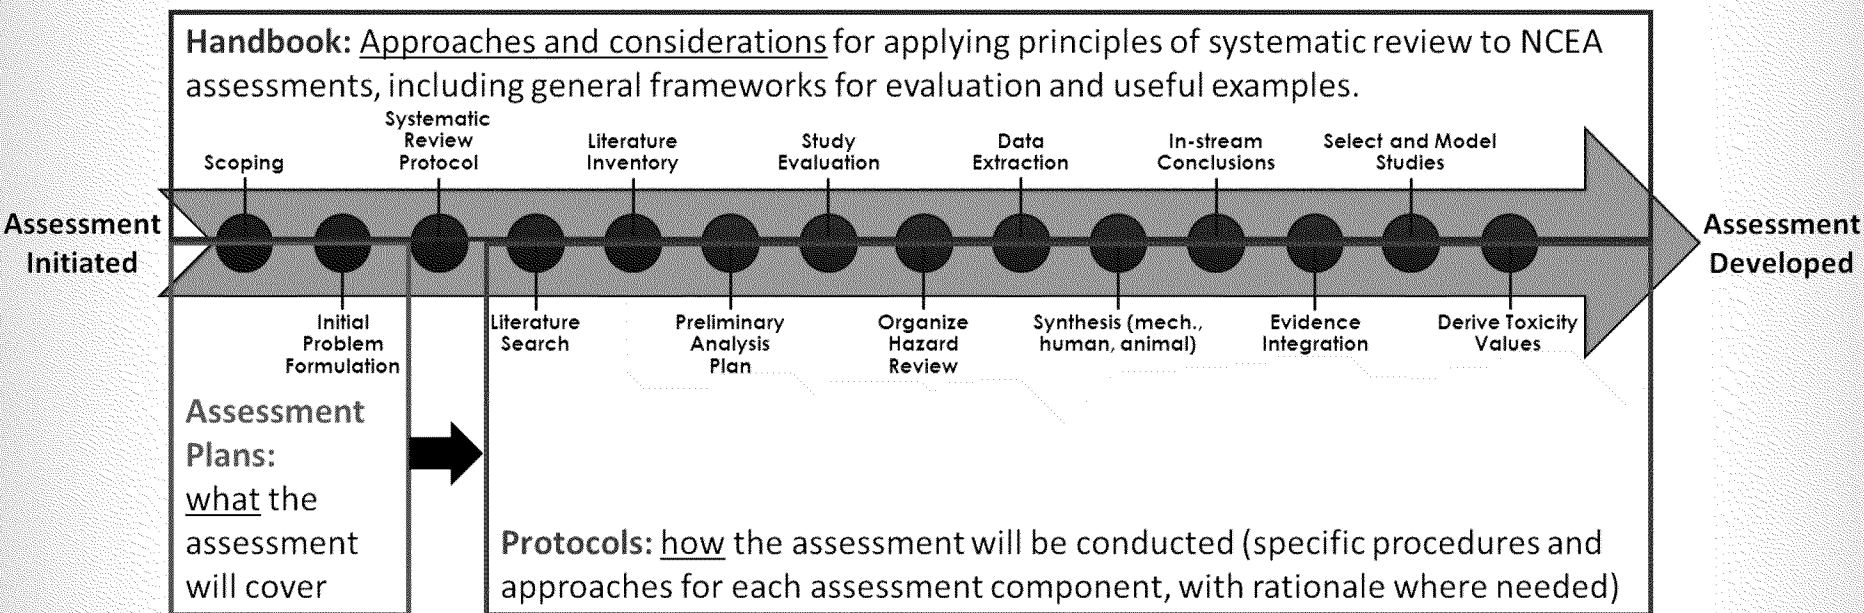 Handbook: Approaches and considerations for applying principles of systematic review to NCEA
assessments, including general frameworks for evaluation and useful examples.
Scoping
Systematic
Review
Protocol
Literature
Inventory
Study
Evaluation
Data
Extraction
In-stream
Conclusions
Select and Model
Studies
Assessment
Initiated
Assessment
Developed
Initial
Problem
Formulation
Literature
Search
Preliminary
Analysis
Plan
Organize
Hazard
Review
Synthesis (mech.,
human, animal)
Evidence
Integration
Derive Toxicity
Values
Assessment
Plans:
what the
assessment
will cover
Protocols: how the assessment will be conducted (specific procedures and
approaches for each assessment component, with rationale where needed)